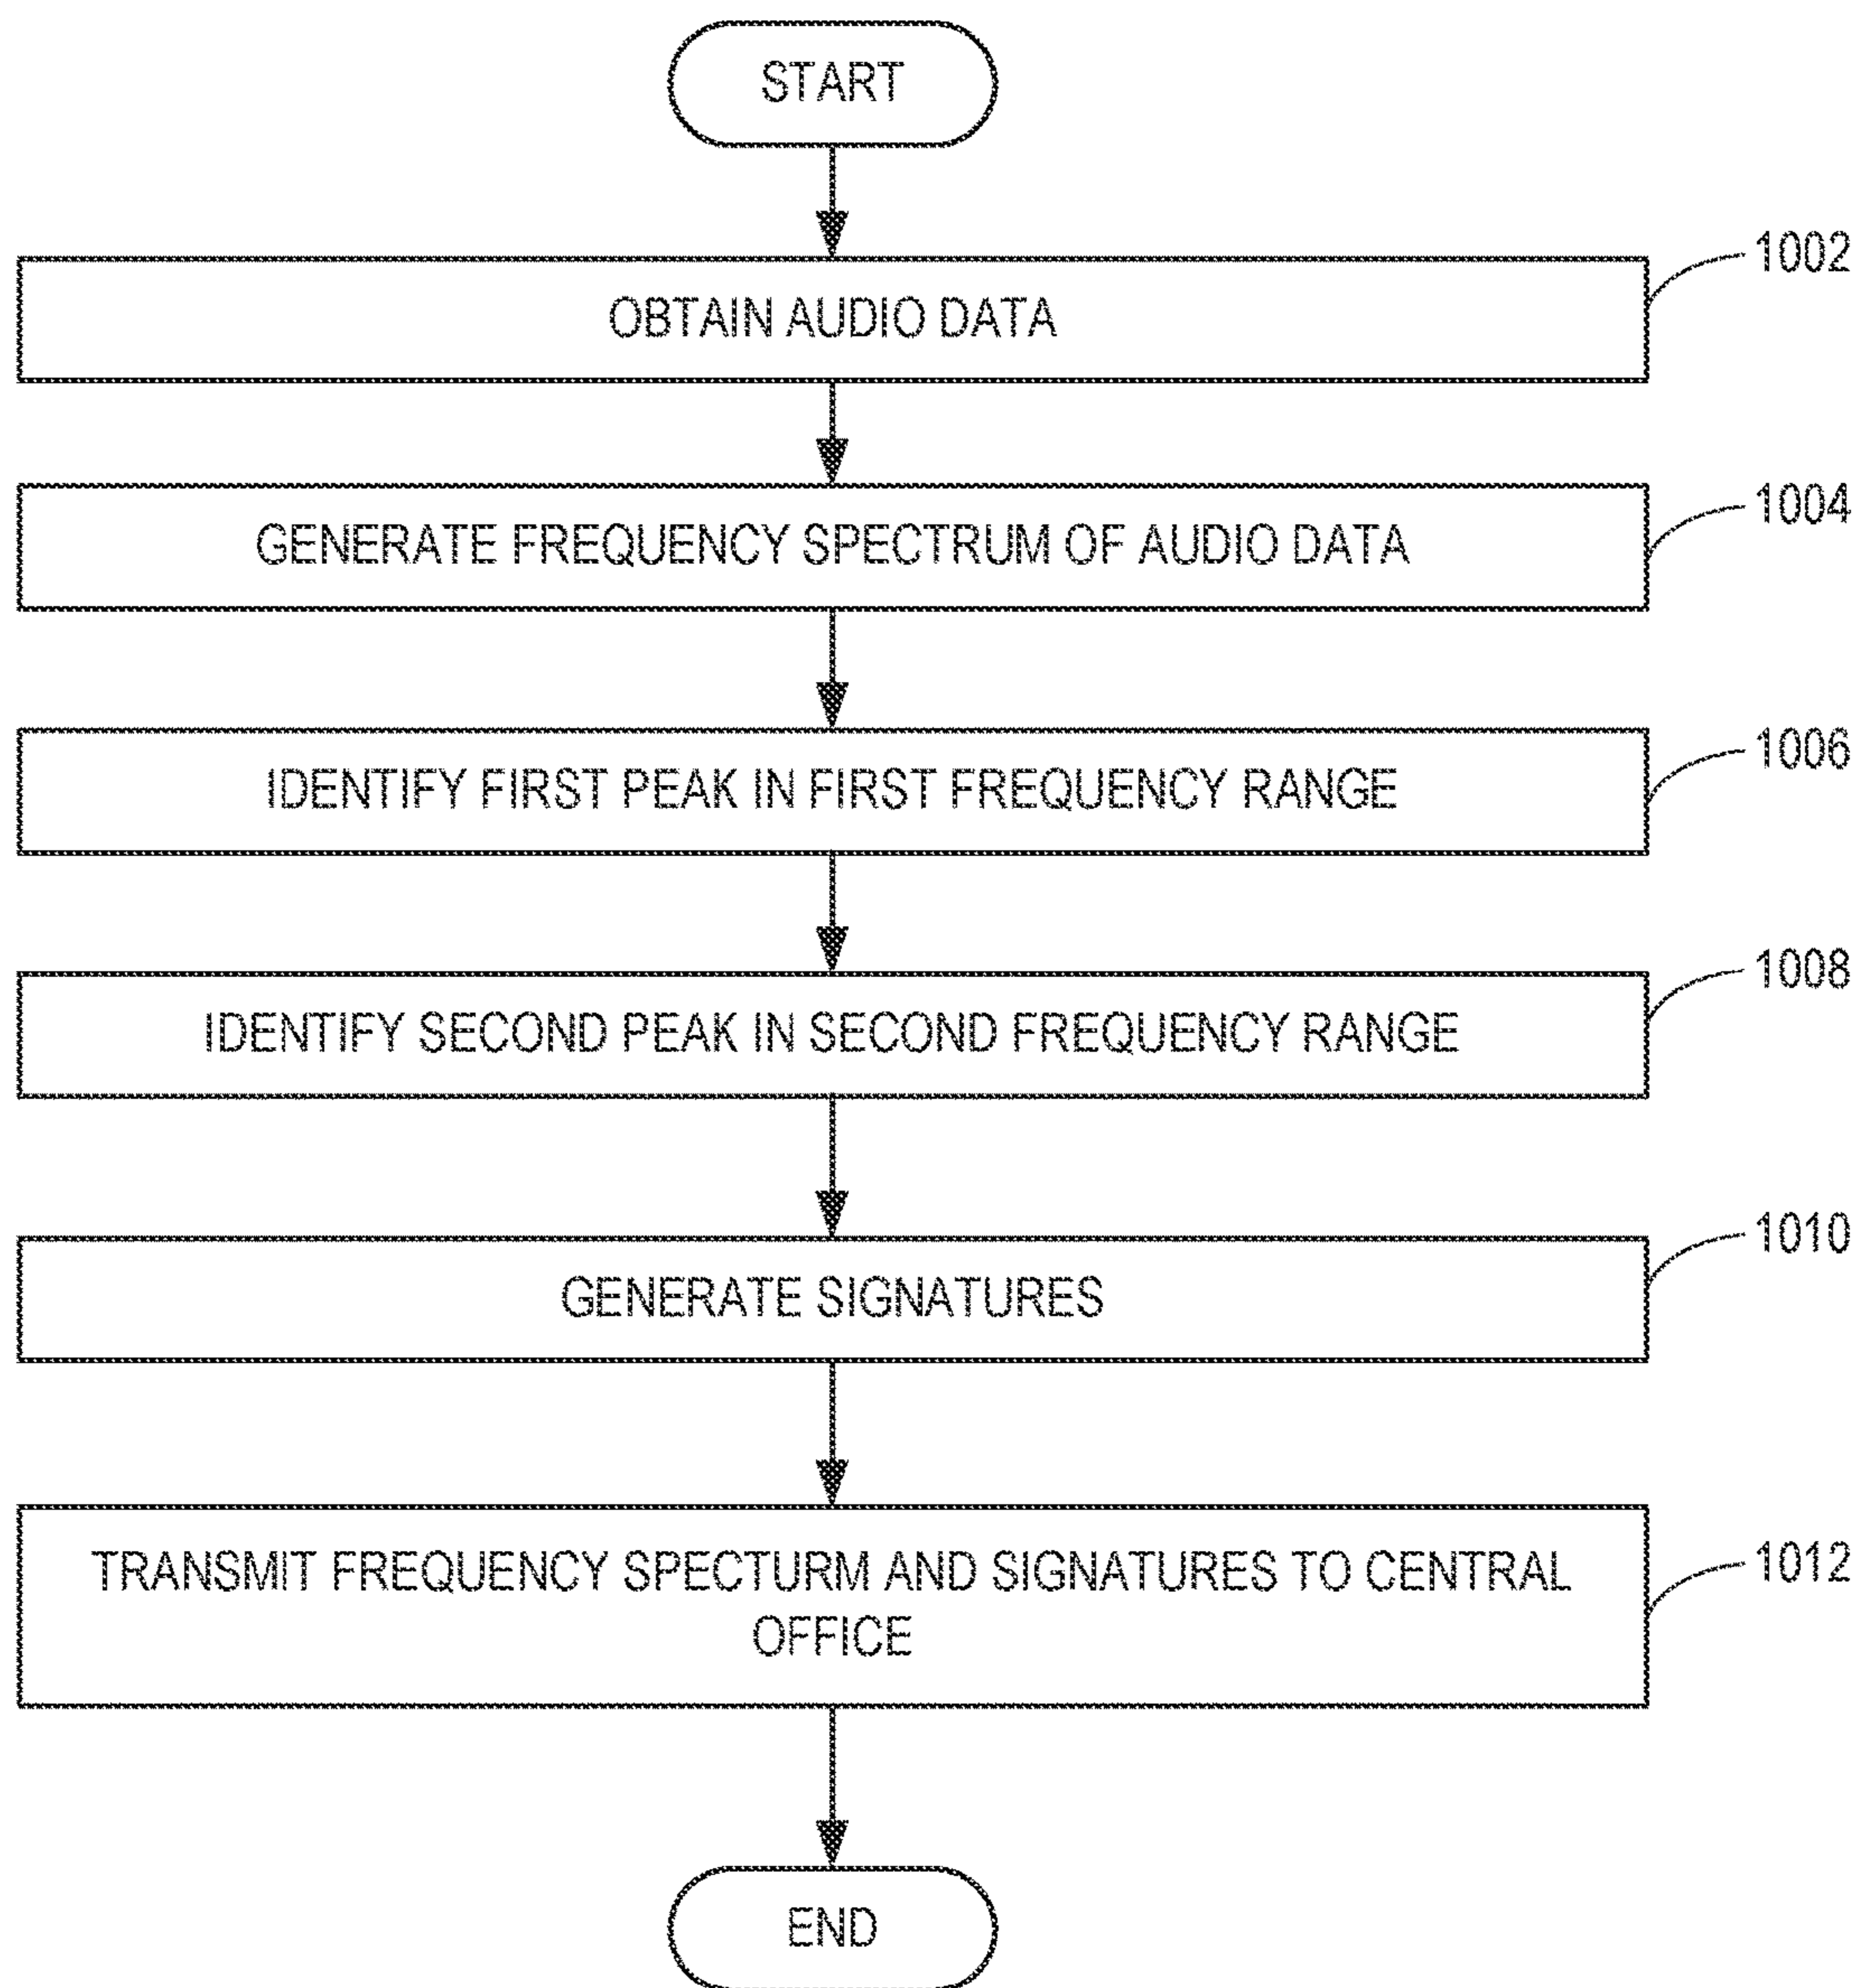 START
1002
OBTAIN AUDIO DATA
1004
GENERATE FREQUENCY SPECTRUM OF AUDIO DATA
1006
IDENTIFY FIRST PEAK IN FIRST FREQUENCY RANGE
1008
IDENTIFY SECOND PEAK IN SECOND FREQUENCY RANGE
1010
GENERATE SIGNATURES
1012
TRANSMIT FREQUENCY SPECTURM AND SIGNATURES TO CENTRAL
OFFICE
END